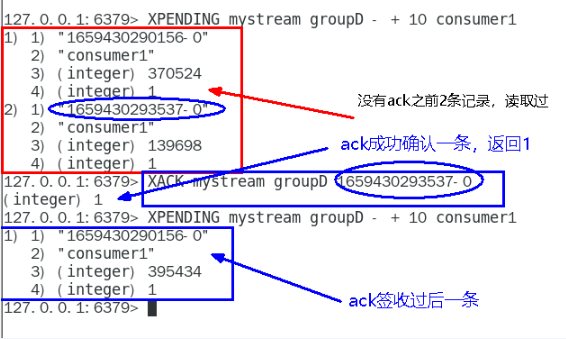 127.0.0.1:6379> XPENDING mystream groupD - + 10 consumer1
1) 1) "1659430290156-0"
2) "consumer1"
3) (integer) 370524
4) (integer) 1
2) 1) "1659430293537-0"
2) "consumer1"
3) (integer) 139698
4) (integer) 1
没有ack之前2条记录，读取过
ack成功确认一条，返回1
127.0.0.1:6379> XACK mystream groupD 1659430293537-0
(integer) 1
127.0.0.1:6379> XPENDING mystream groupD - + 10 consumer1
1) 1) "1659430290156-0"
2) "consumer1"
3) (integer) 395434
4) (integer) 1
ack签收过后一条
127.0.0.1:6379>